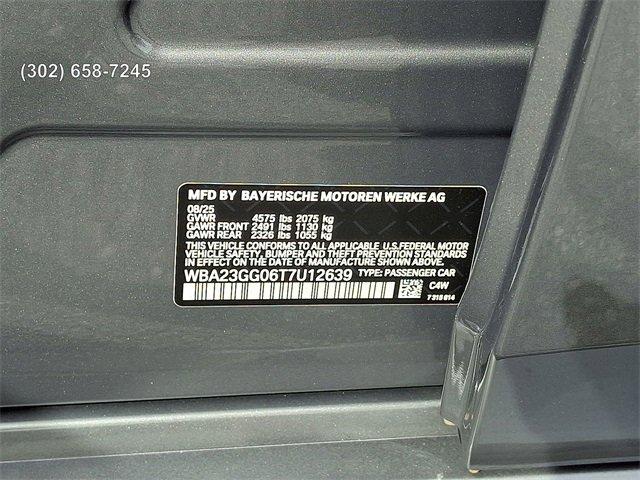 (302) 658-7245
MFD BY BAYERISCHE MOTOREN WERKE AG
08/25
GVWR 4575 lbs 2075 kg
GAWR FRONT 2491 lbs 1130 kg
GAWR REAR 2326 lbs 1055 kg
THIS VEHICLE CONFORMS TO ALL APPLICABLE U.S. FEDERAL MOTOR
VEHICLE SAFETY, BUMPER, AND THEFT PREVENTION STANDARDS
IN EFFECT ON THE DATE OF MANUFACTURE SHOWN ABOVE.
WBA23GG06T7U12639 TYPE: PASSENGER CAR
C4W
7 318 614